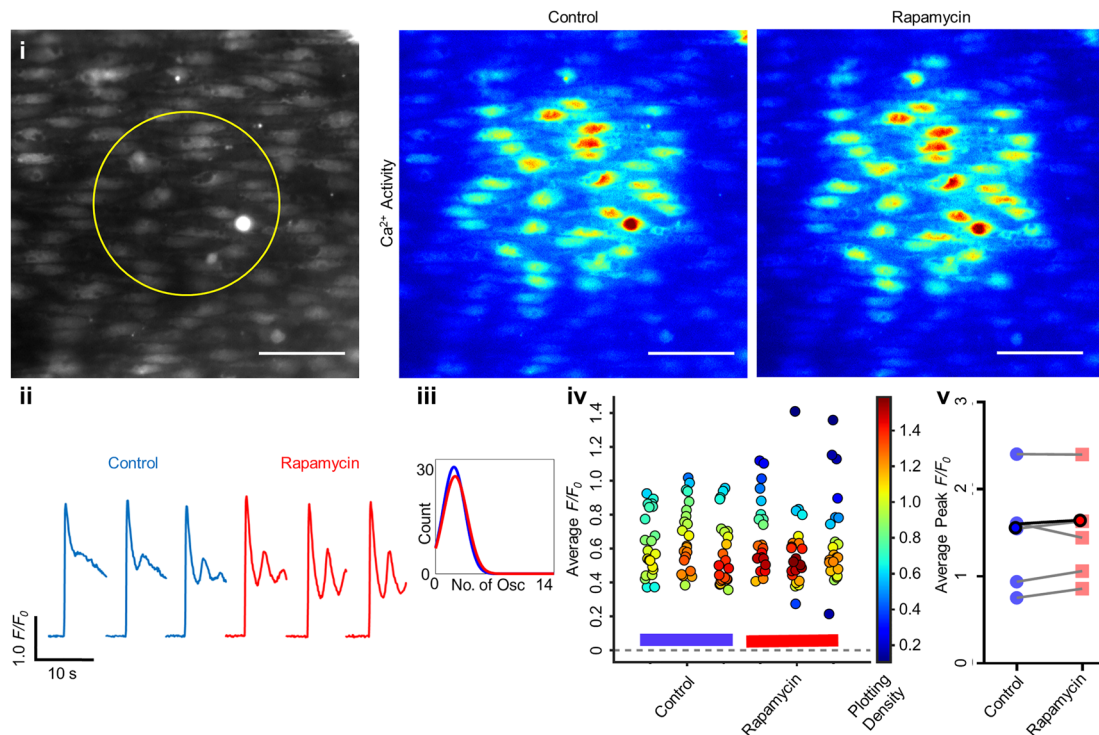 Control
Rapamycin
i
Ca2+ Activity
ii
iii
iv
v
Control
Rapamycin
1.0 F/F0
10 s
30
Count
0
0
No. of Osc
14
Average F/F0
1.4
1.2
1.0
0.8
0.6
0.4
0.2
0
Control
Rapamycin
1.4
1.2
1.0
0.8
0.6
0.4
0.2
Plotting
Density
Average Peak F/F0
3
2
1
0
Control
Rapamycin